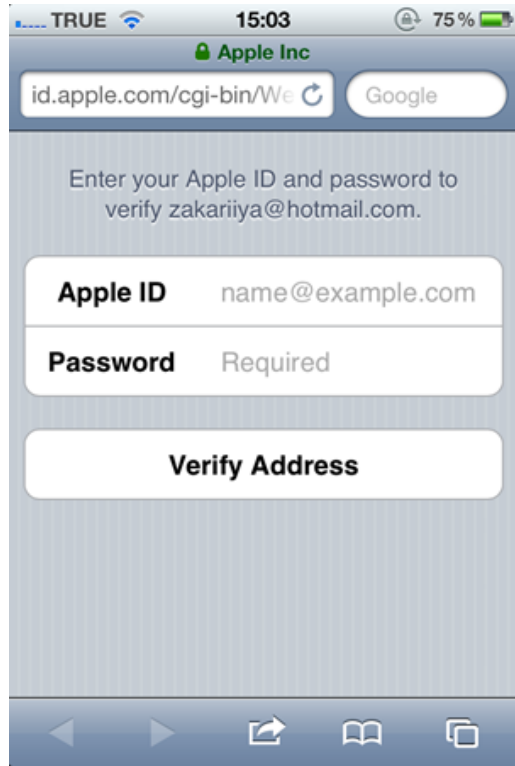 TRUE 15:03 75%
Apple Inc
id.apple.com/cgi-bin/We Google
Enter your Apple ID and password to
verify zakariiya@hotmail.com.
Apple ID name@example.com
Password Required
Verify Address